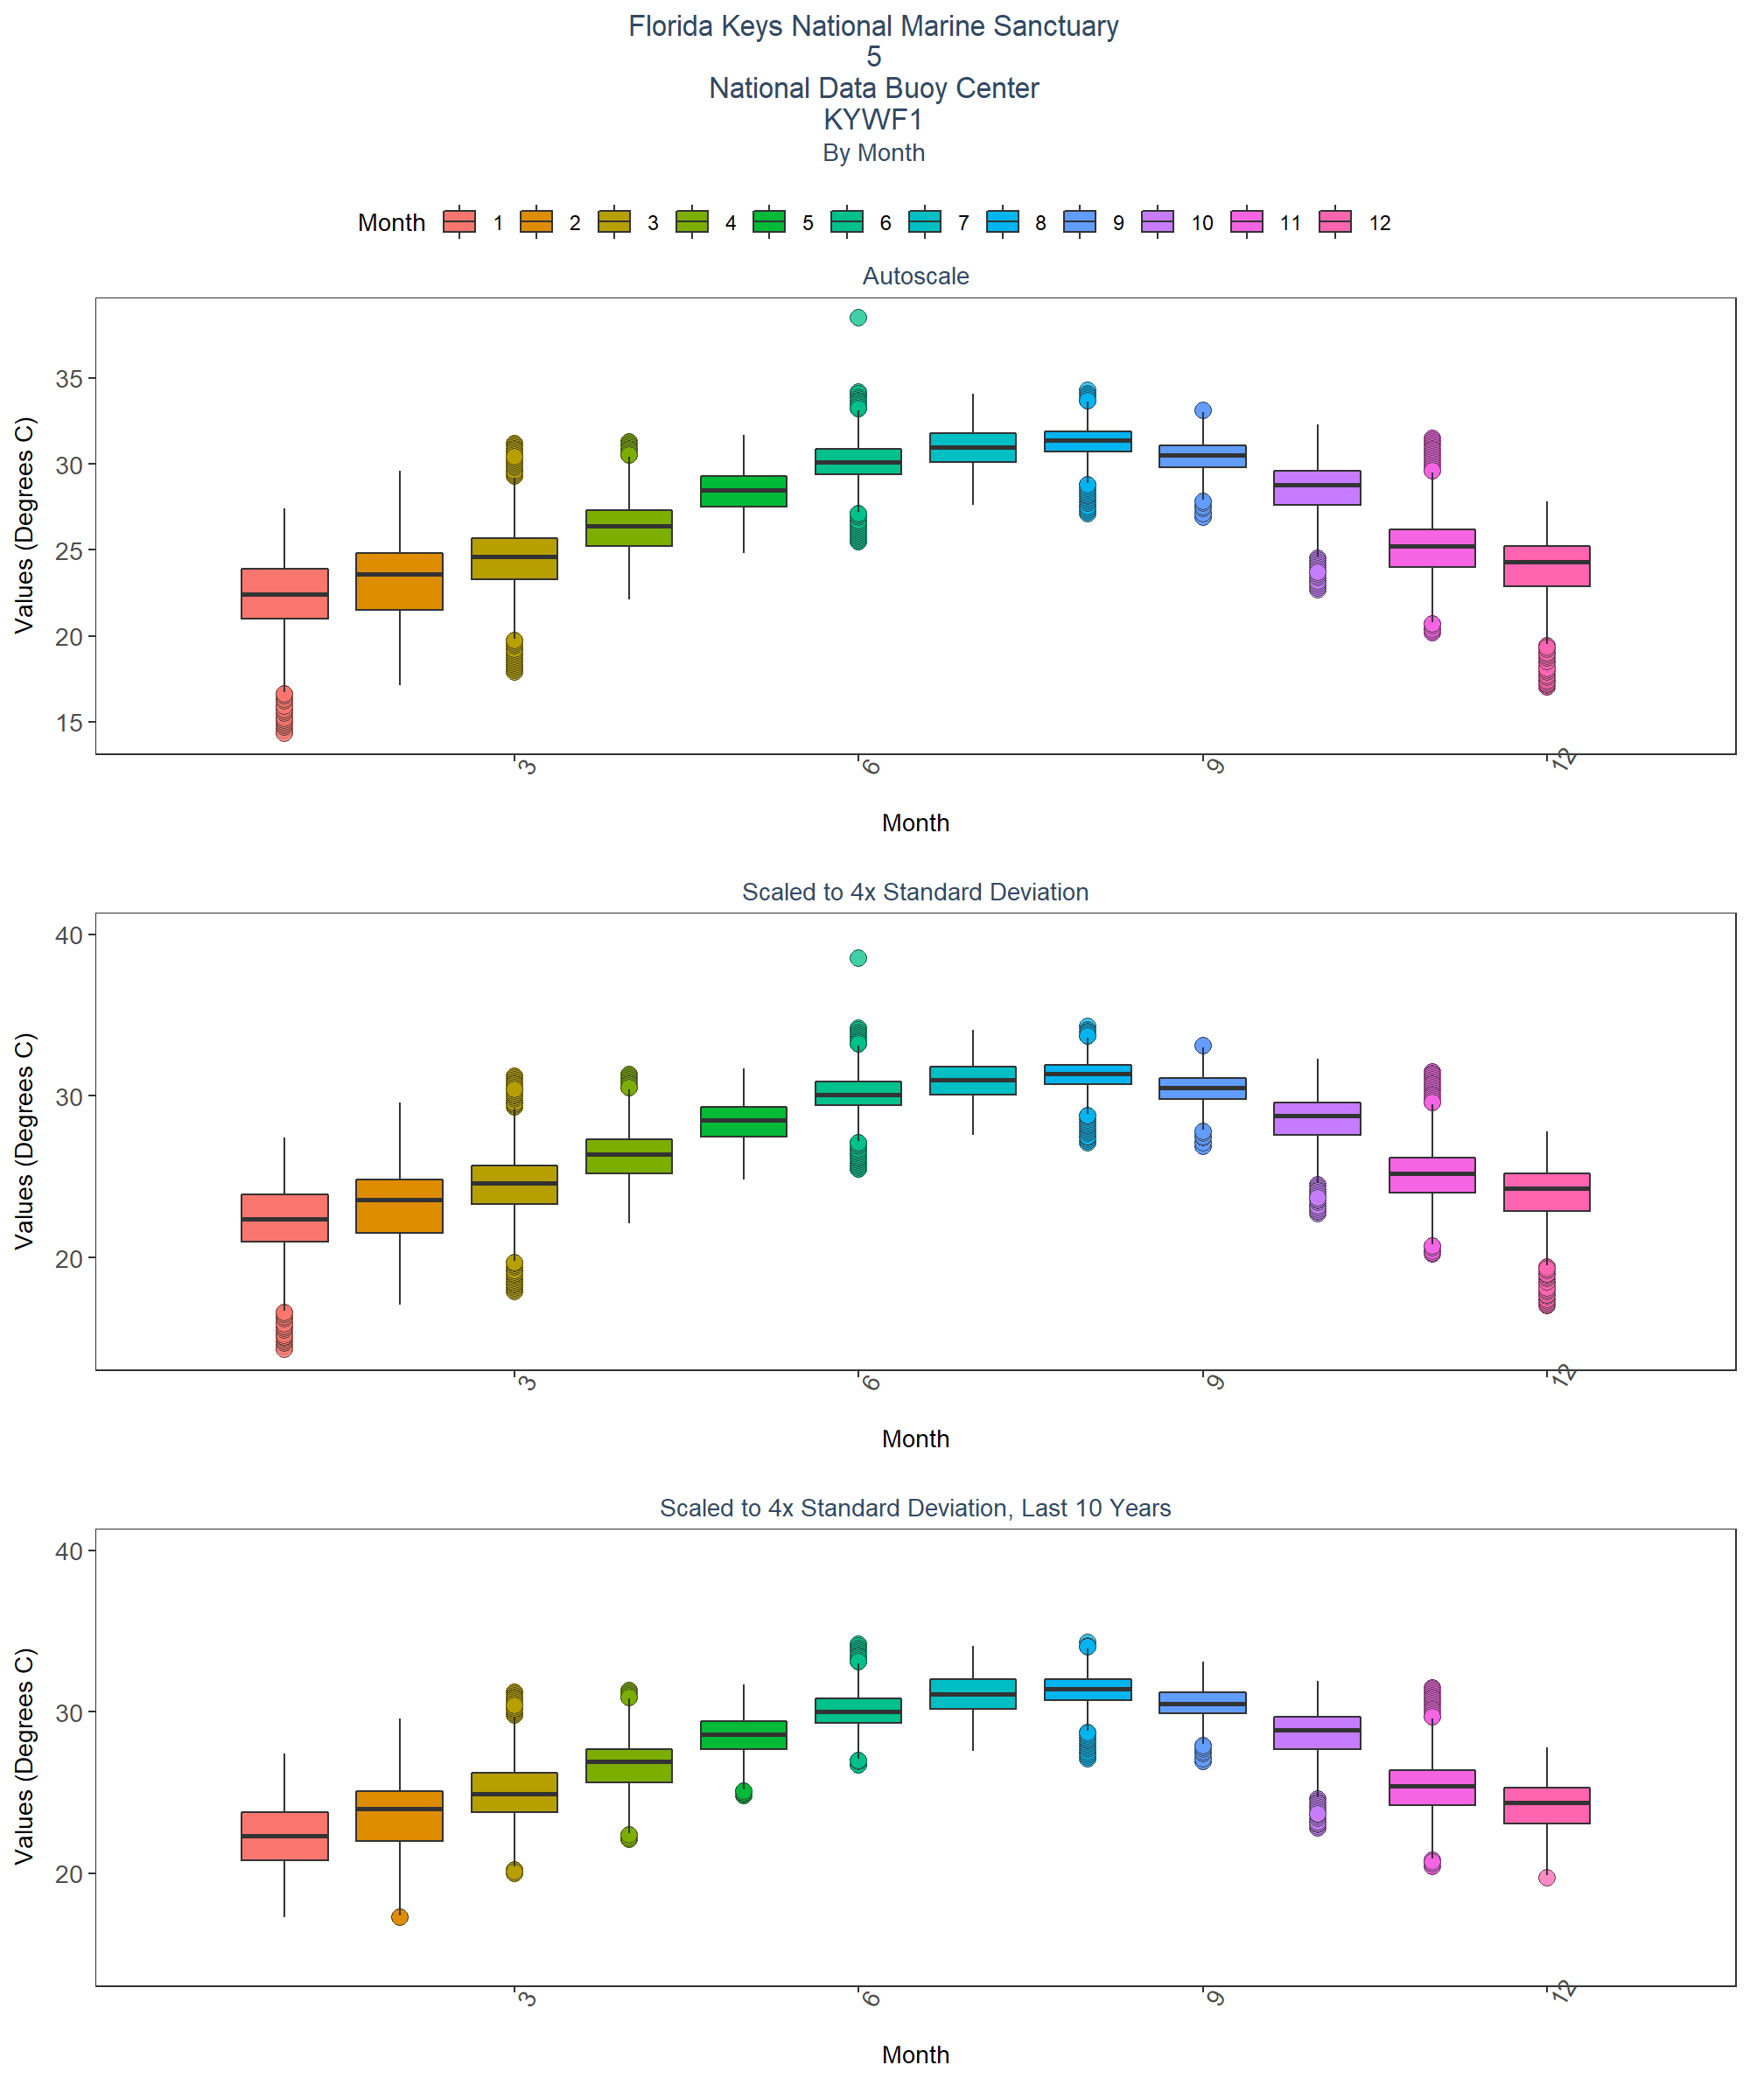 Florida Keys National Marine Sanctuary
5
National Data Buoy Center
KYWF1
By Month
Month 1 2 3 4 5 6 7 8 9 10 11 12
Autoscale
Values (Degrees C)
35
30
25
20
15
3 6 9 12
Month
Scaled to 4x Standard Deviation
Values (Degrees C)
40
30
20
3 6 9 12
Month
Scaled to 4x Standard Deviation, Last 10 Years
Values (Degrees C)
40
30
20
3 6 9 12
Month